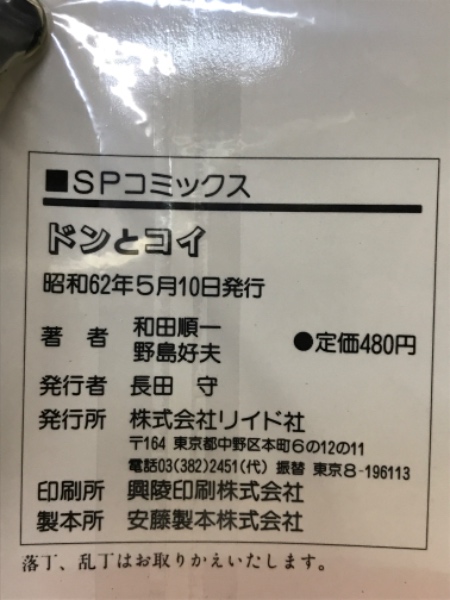 ■SPコミックス
ドンとコイ
昭和62年5月10日発行
著者 和田順一
野島好夫
●定価480円
発行者 長田 守
発行所 株式会社リイド社
〒164 東京都中野区本町6の12の11
電話03(382)2451(代) 振替 東京8-196113
印刷所 興陵印刷株式会社
製本所 安藤製本株式会社
落丁、乱丁はお取りかえいたします。